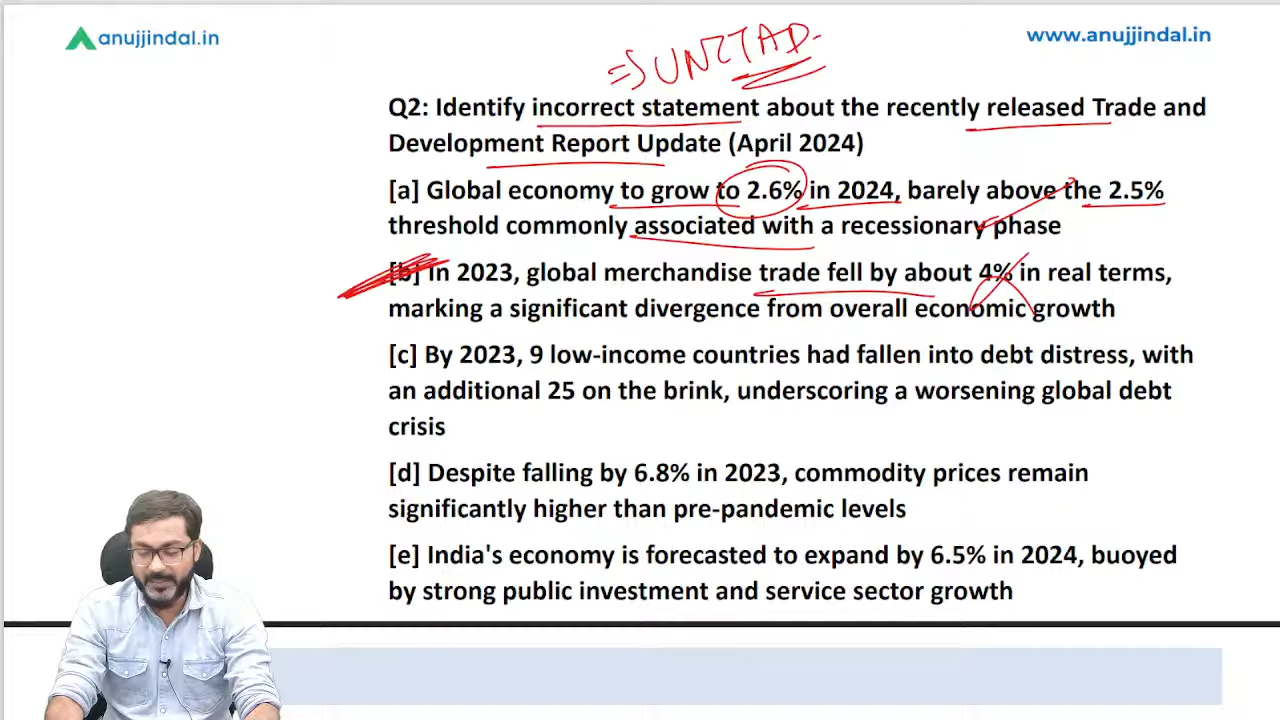 anujjindal.in
www.anujjindal.in
⇒ UNCTAD
Q2: Identify incorrect statement about the recently released Trade and
Development Report Update (April 2024)
[a] Global economy to grow to 2.6% in 2024, barely above the 2.5%
threshold commonly associated with a recessionary phase
[b] In 2023, global merchandise trade fell by about 4% in real terms,
marking a significant divergence from overall economic growth
[c] By 2023, 9 low-income countries had fallen into debt distress, with
an additional 25 on the brink, underscoring a worsening global debt
crisis
[d] Despite falling by 6.8% in 2023, commodity prices remain
significantly higher than pre-pandemic levels
[e] India's economy is forecasted to expand by 6.5% in 2024, buoyed
by strong public investment and service sector growth